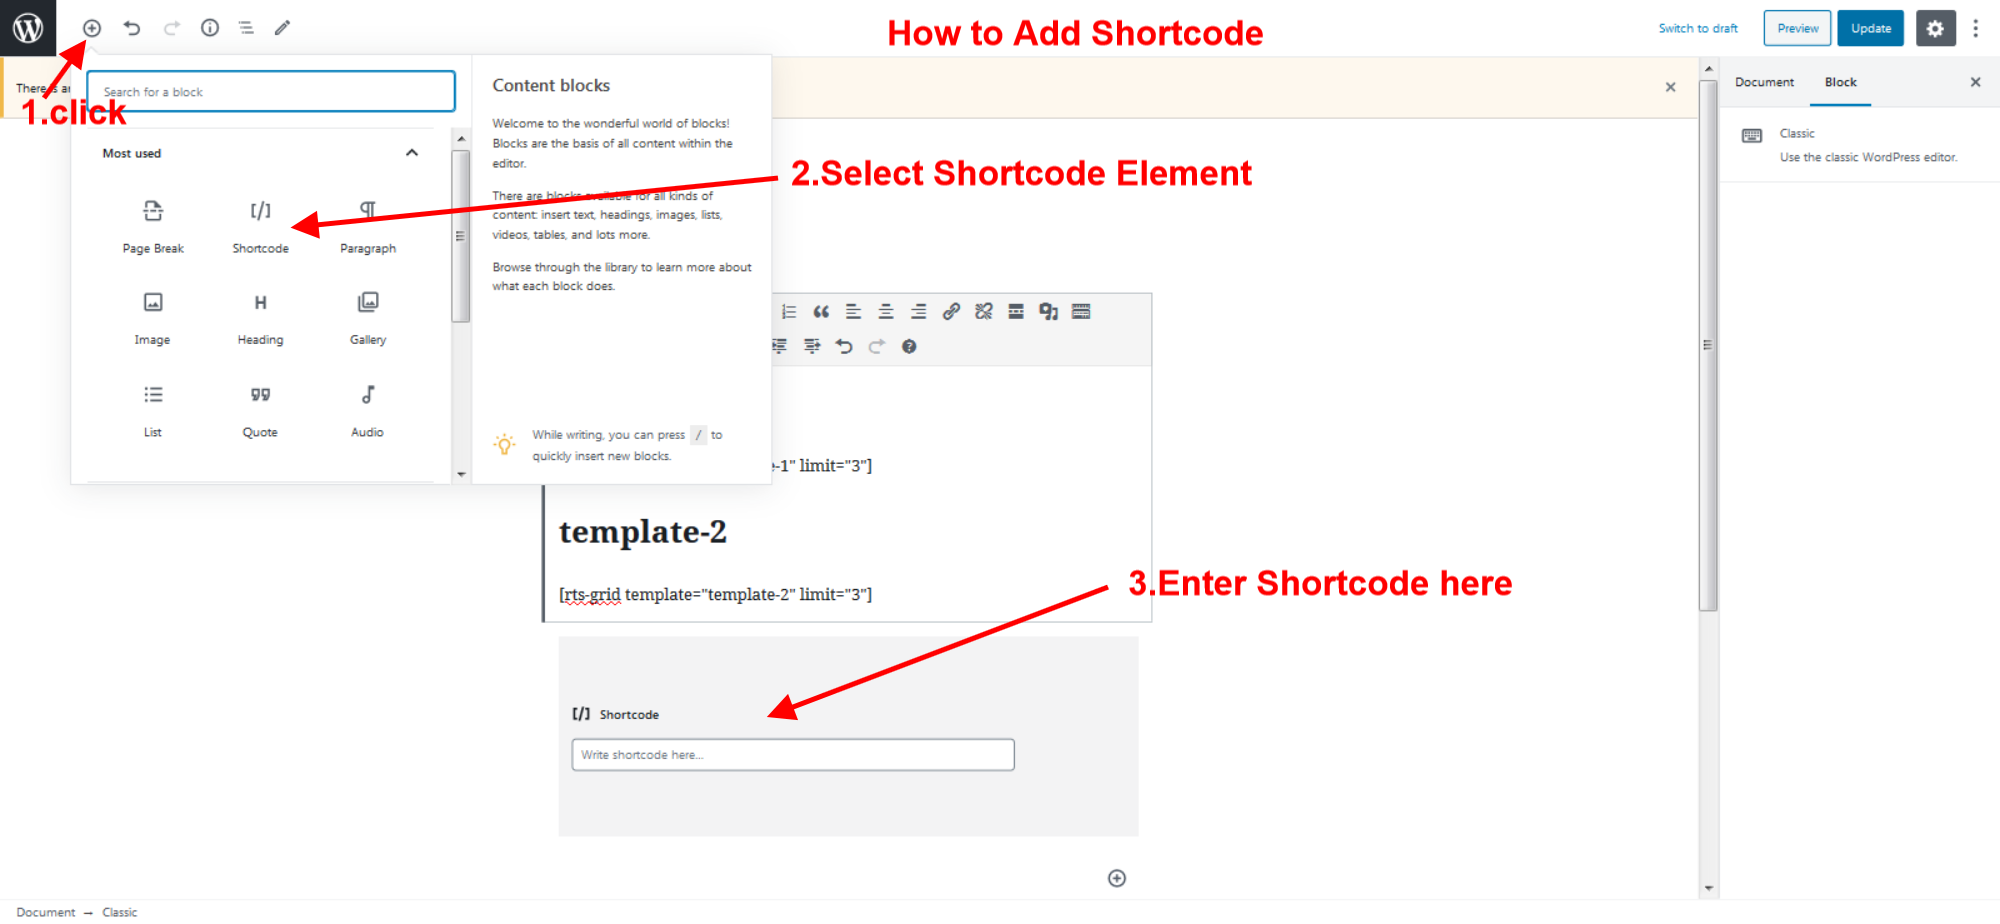 How to Add Shortcode
Switch to draft
Preview
Update
There is
1.click
Search for a block
Most used
Page Break
Shortcode
Paragraph
Image
Heading
Gallery
List
Quote
Audio
Content blocks
Welcome to the wonderful world of blocks!
Blocks are the basis of all content within the
editor.
There are blocks available for all kinds of
content: insert text, headings, images, lists,
videos, tables, and lots more.
Browse through the library to learn more about
what each block does.
While writing, you can press / to
quickly insert new blocks.
2.Select Shortcode Element
Document
Block
Classic
Use the classic WordPress editor.
-1" limit="3"]
template-2
[rts-grid template="template-2" limit="3"]
3.Enter Shortcode here
[/] Shortcode
Write shortcode here...
Document → Classic